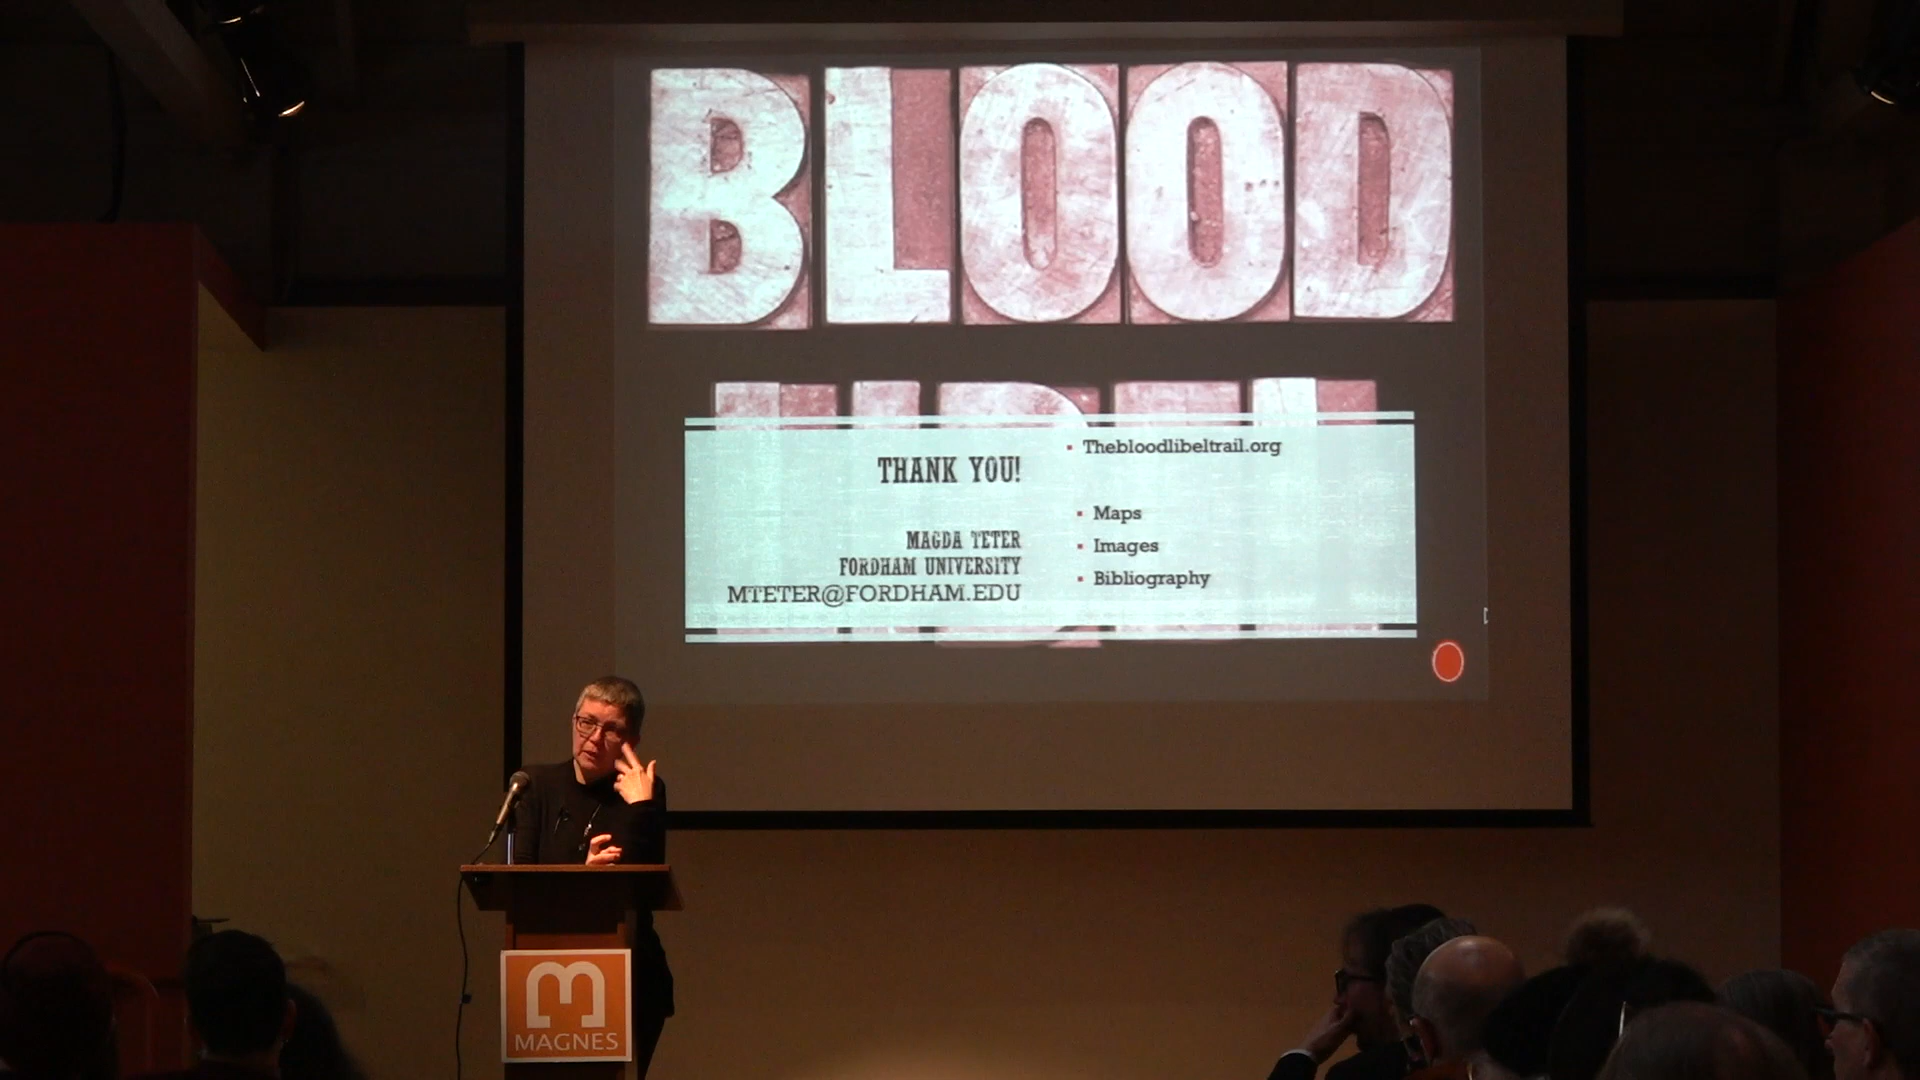 BLOOD
THANK YOU!
MAGDA TETER
FORDHAM UNIVERSITY
MTETER@FORDHAM.EDU
Thebloodlibeltrail.org
Maps
Images
Bibliography
MAGNES